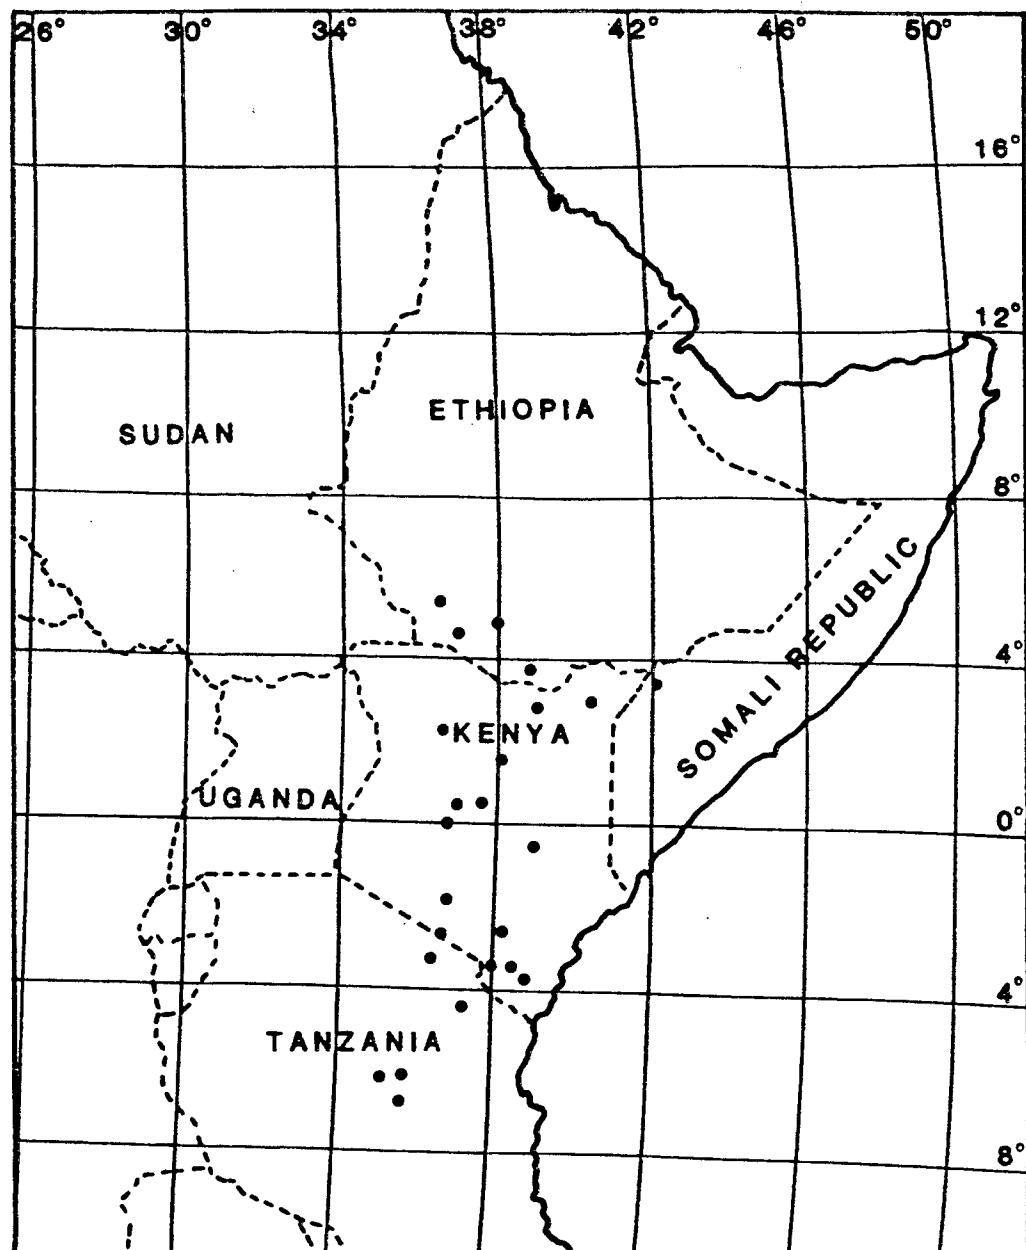 26° 30° 34° 38° 42° 46° 50°
16°
12°
ETHIOPIA
SUDAN
8°
SOMALI REPUBLIC
4°
KENYA
UGANDA
0°
4°
TANZANIA
8°